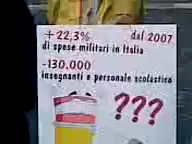 + 22,3% dal 2007
di spese militari in Italia
-130.000
insegnanti e personale scolastico
???